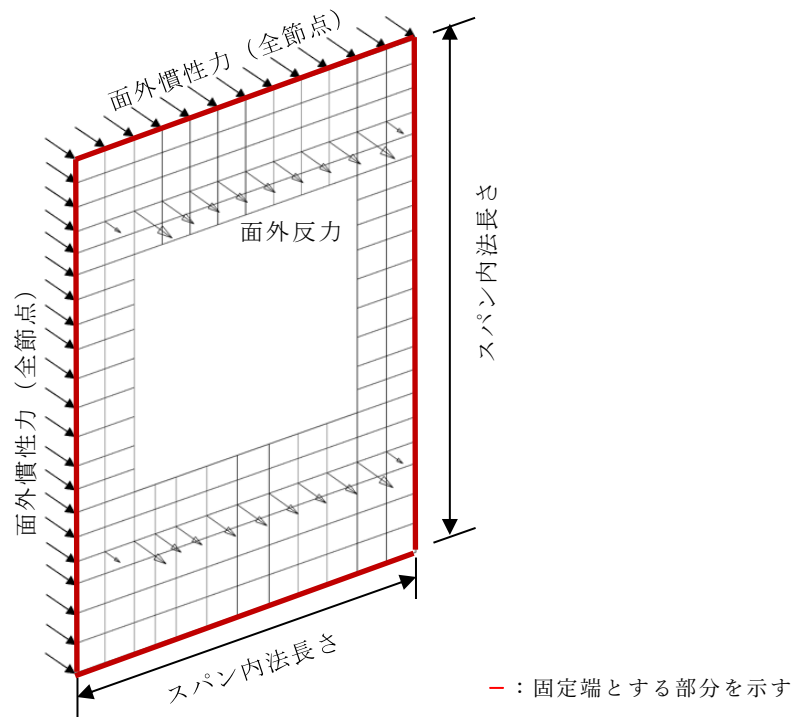 面外慣性力（全節点）
面外反力
スパン内法長さ
面外慣性力（全節点）
スパン内法長さ
－：固定端とする部分を示す